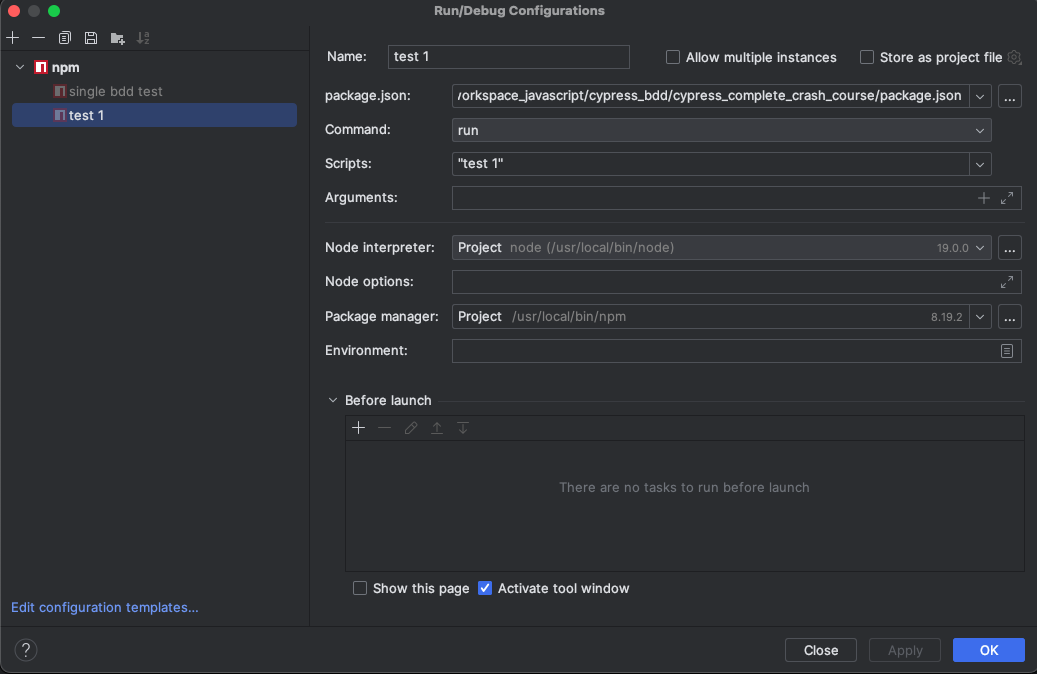 Run/Debug Configurations
npm
single bdd test
test 1
Edit configuration templates...
?
Name: test 1 Allow multiple instances Store as project file
package.json: /orkspace_javascript/cypress_bdd/cypress_complete_crash_course/package.json ...
Command: run
Scripts: "test 1"
Arguments:
Node interpreter: Project node (/usr/local/bin/node) 19.0.0 ...
Node options:
Package manager: Project /usr/local/bin/npm 8.19.2 ...
Environment:
Before launch
There are no tasks to run before launch
Show this page Activate tool window
Close Apply OK